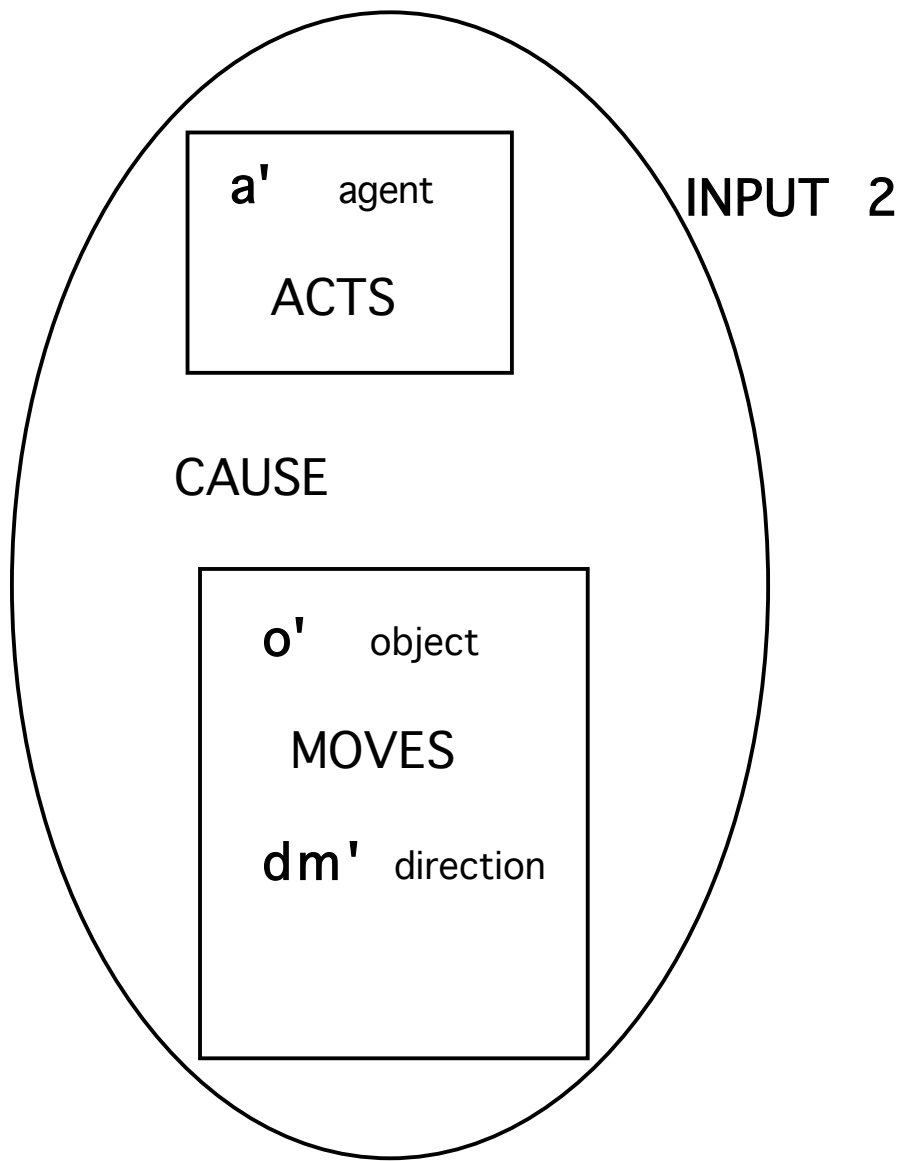 a' agent
INPUT 2
ACTS
CAUSE
o' object
MOVES
dm' direction